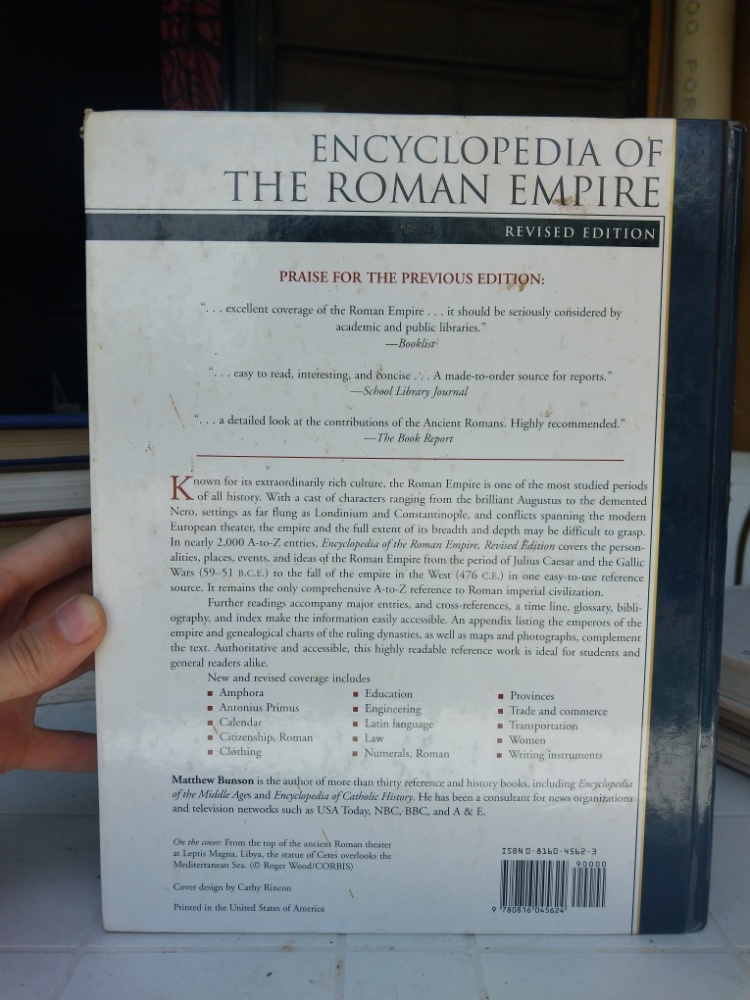 OO POR
ENCYCLOPEDIA OF
THE ROMAN EMPIRE
REVISED EDITION
PRAISE FOR THE PREVIOUS EDITION:
“. . . excellent coverage of the Roman Empire . . . it should be seriously considered by
academic and public libraries.”
—Booklist
“. . . easy to read, interesting, and concise . . . A made-to-order source for reports.”
—School Library Journal
“. . . a detailed look at the contributions of the Ancient Romans. Highly recommended.”
—The Book Report
Known for its extraordinarily rich culture, the Roman Empire is one of the most studied periods
of all history. With a cast of characters ranging from the brilliant Augustus to the demented
Nero, settings as far flung as Londinium and Constantinople, and conflicts spanning the modern
European theater, the empire and the full extent of its breadth and depth may be difficult to grasp.
In nearly 2,000 A-to-Z entries, Encyclopedia of the Roman Empire, Revised Edition covers the person-
alities, places, events, and ideas of the Roman Empire from the period of Julius Caesar and the Gallic
Wars (59–51 B.C.E.) to the fall of the empire in the West (476 C.E.) in one easy-to-use reference
source. It remains the only comprehensive A-to-Z reference to Roman imperial civilization.
Further readings accompany major entries, and cross-references, a time line, glossary, bibli-
ography, and index make the information easily accessible. An appendix listing the emperors of the
empire and genealogical charts of the ruling dynasties, as well as maps and photographs, complement
the text. Authoritative and accessible, this highly readable reference work is ideal for students and
general readers alike.
New and revised coverage includes
■ Amphora
■ Antonius Primus
■ Calendar
■ Citizenship, Roman
■ Clothing
■ Education
■ Engineering
■ Latin language
■ Law
■ Numerals, Roman
■ Provinces
■ Trade and commerce
■ Transportation
■ Women
■ Writing instruments
Matthew Bunson is the author of more than thirty reference and history books, including Encyclopedia
of the Middle Ages and Encyclopedia of Catholic History. He has been a consultant for news organizations
and television networks such as USA Today, NBC, BBC, and A & E.
On the cover: From the top of the ancient Roman theater
at Leptis Magna, Libya, the statue of Ceres overlooks the
Mediterranean Sea. (© Roger Wood/CORBIS)
Cover design by Cathy Rincon
Printed in the United States of America
ISBN 0-8160-4562-3
90000
9 780816 045624